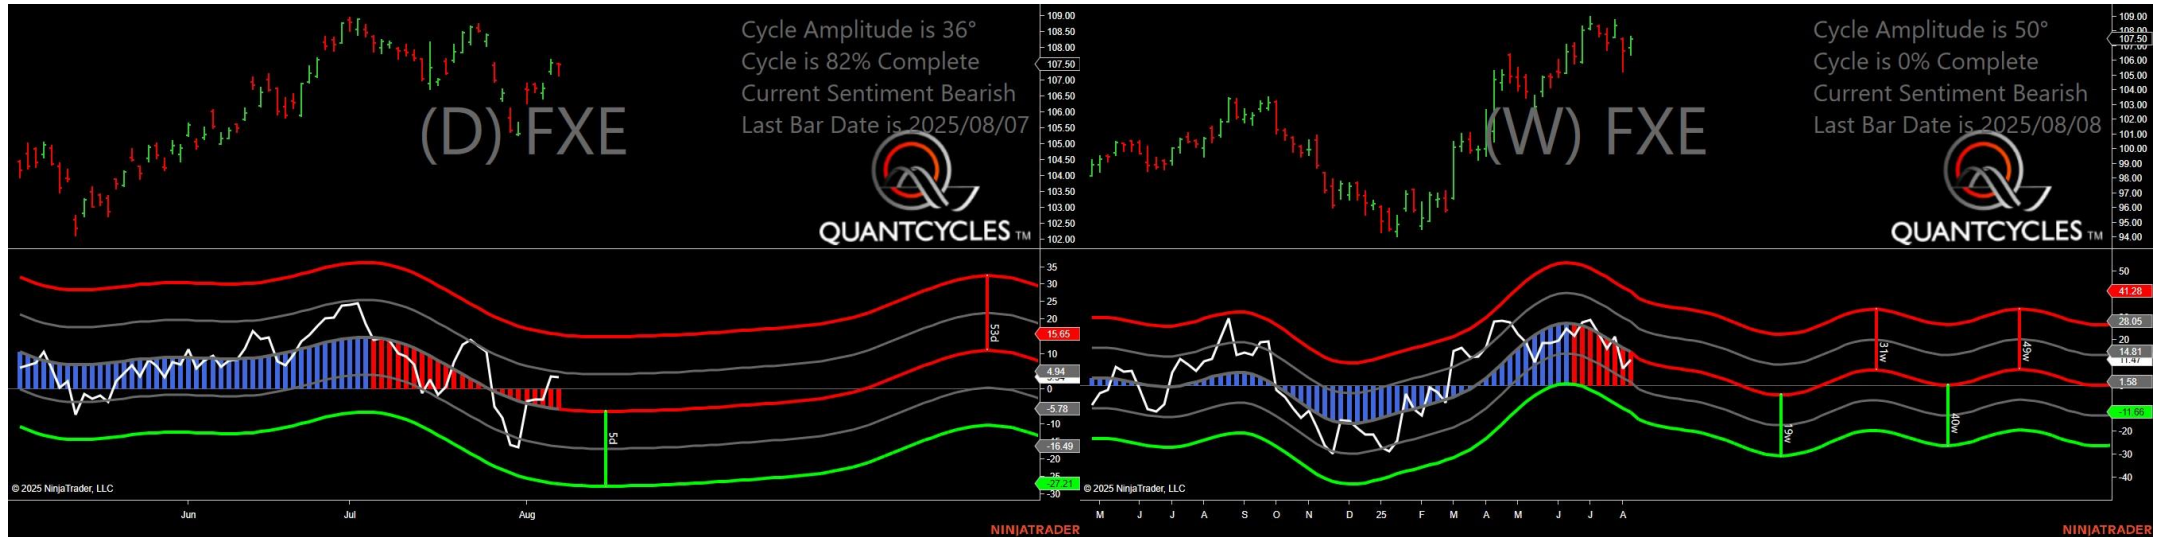 Cycle Amplitude is 36°
Cycle is 82% Complete
Current Sentiment Bearish
Last Bar Date is 2025/08/07
(D) FXE
QUANTCYCLES TM
109.00
108.50
108.00
107.50
107.00
106.50
106.00
105.50
105.00
104.50
104.00
103.50
103.00
102.50
102.00
35
30
25
20
15.65
10
4.94
0
-5.78
-10
-16.49
-20
-27.21
-30
53d
5d
© 2025 NinjaTrader, LLC
Jun Jul Aug
NINJATRADER
Cycle Amplitude is 50°
Cycle is 0% Complete
Current Sentiment Bearish
Last Bar Date is 2025/08/08
(W) FXE
QUANTCYCLES TM
109.00
108.00
107.50
107.00
106.00
105.00
104.00
103.00
102.00
101.00
100.00
99.00
98.00
97.00
96.00
95.00
94.00
50
41.28
28.05
20
14.81
11.47
1.58
-11.66
-20
-30
-40
31w
49w
19w
40w
© 2025 NinjaTrader, LLC
M J J A S O N D 25 F M A M J J A
NINJATRADER